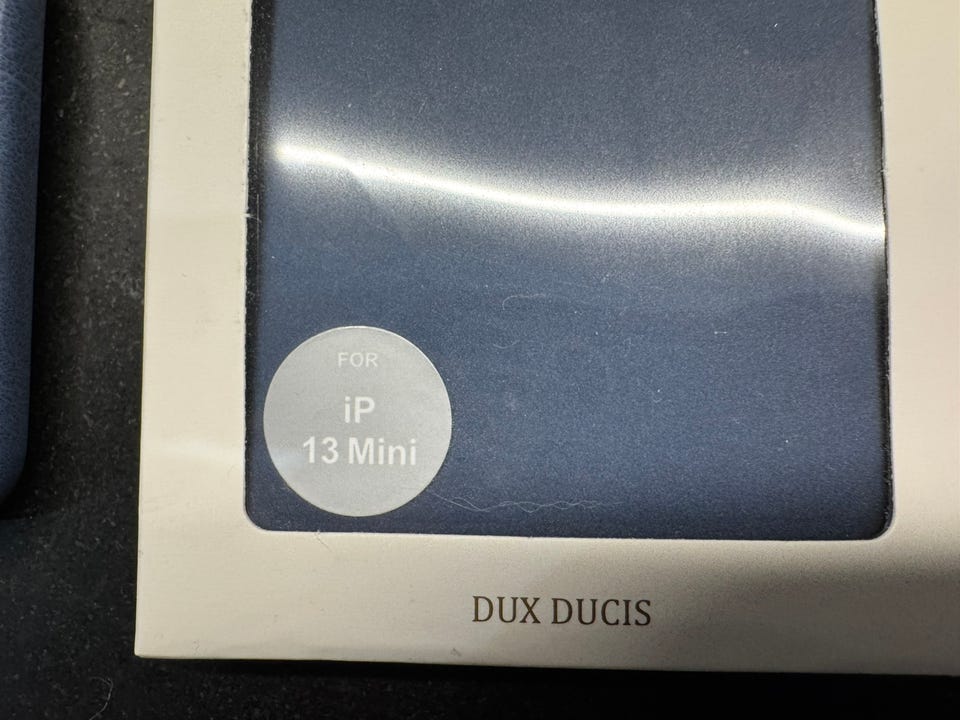 FOR
iP
13 Mini
DUX DUCIS